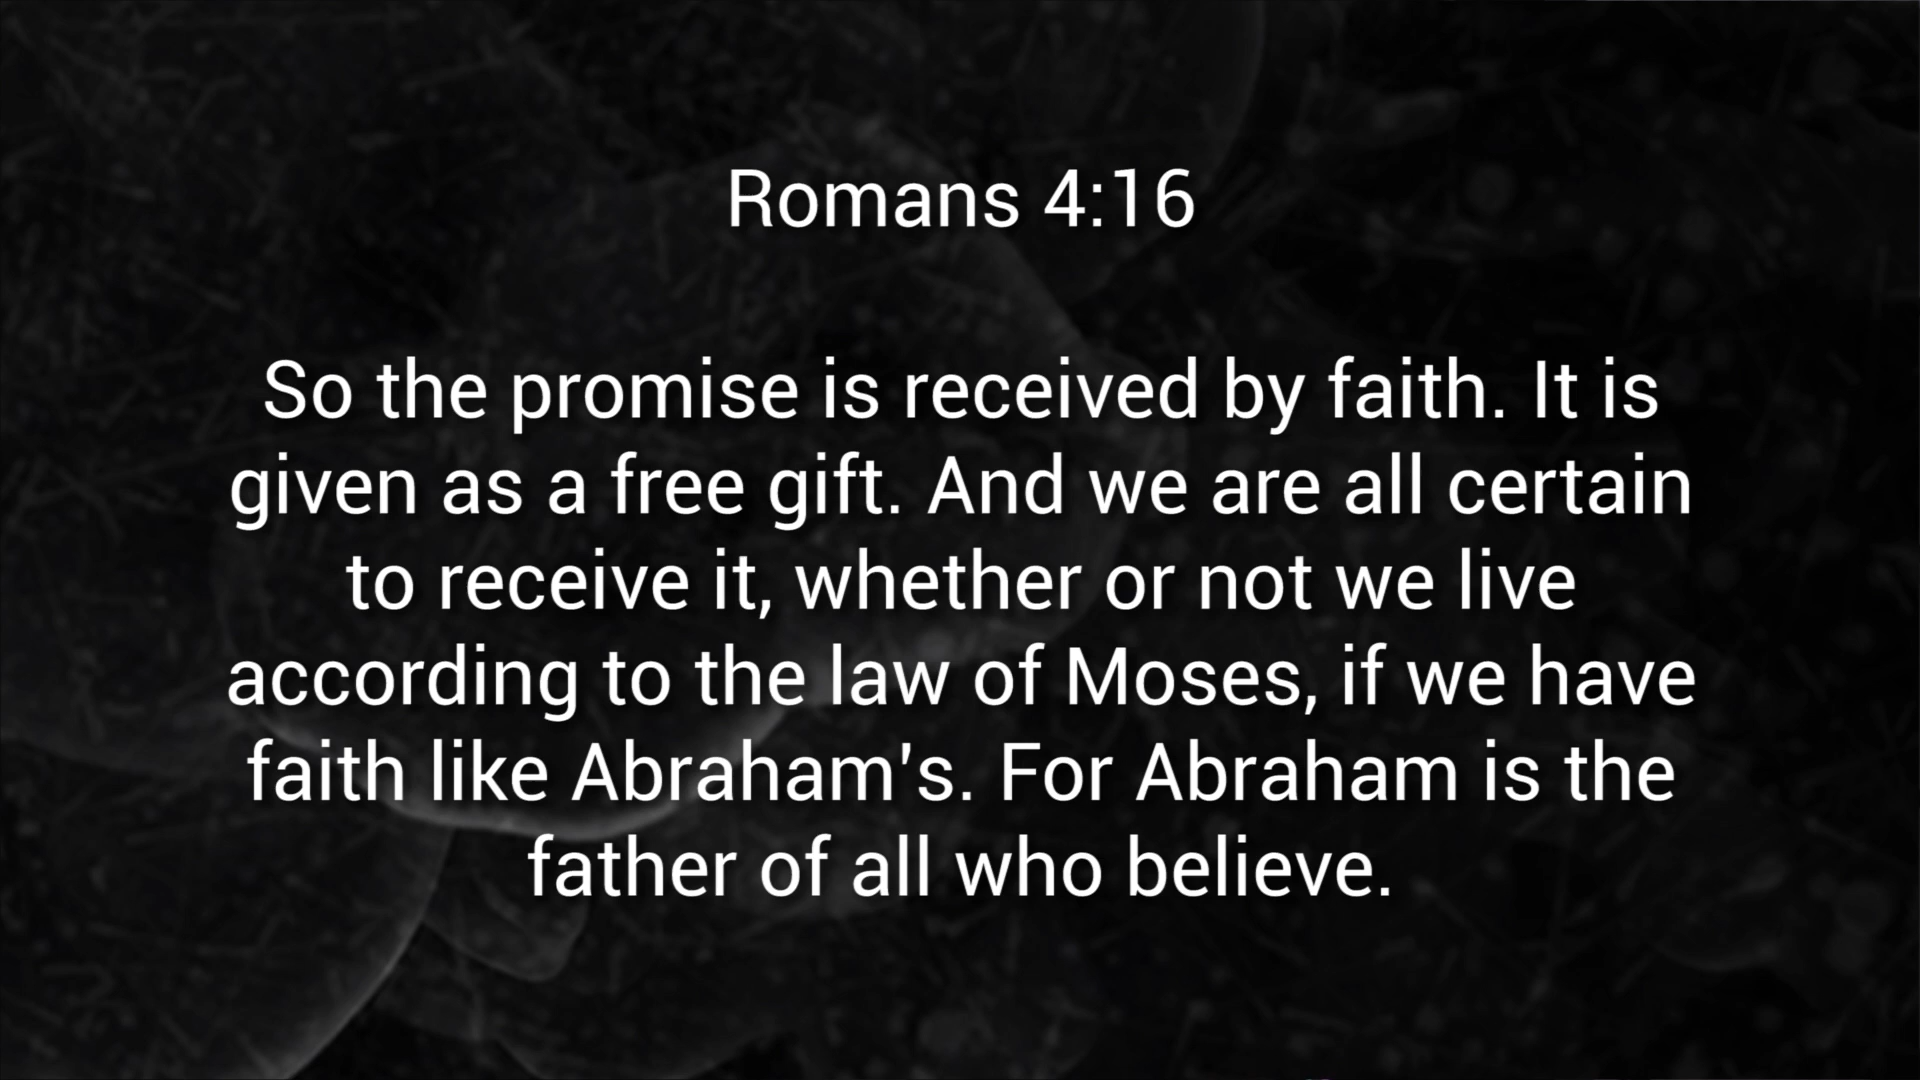 Romans 4:16
So the promise is received by faith. It is
given as a free gift. And we are all certain
to receive it, whether or not we live
according to the law of Moses, if we have
faith like Abraham's. For Abraham is the
father of all who believe.